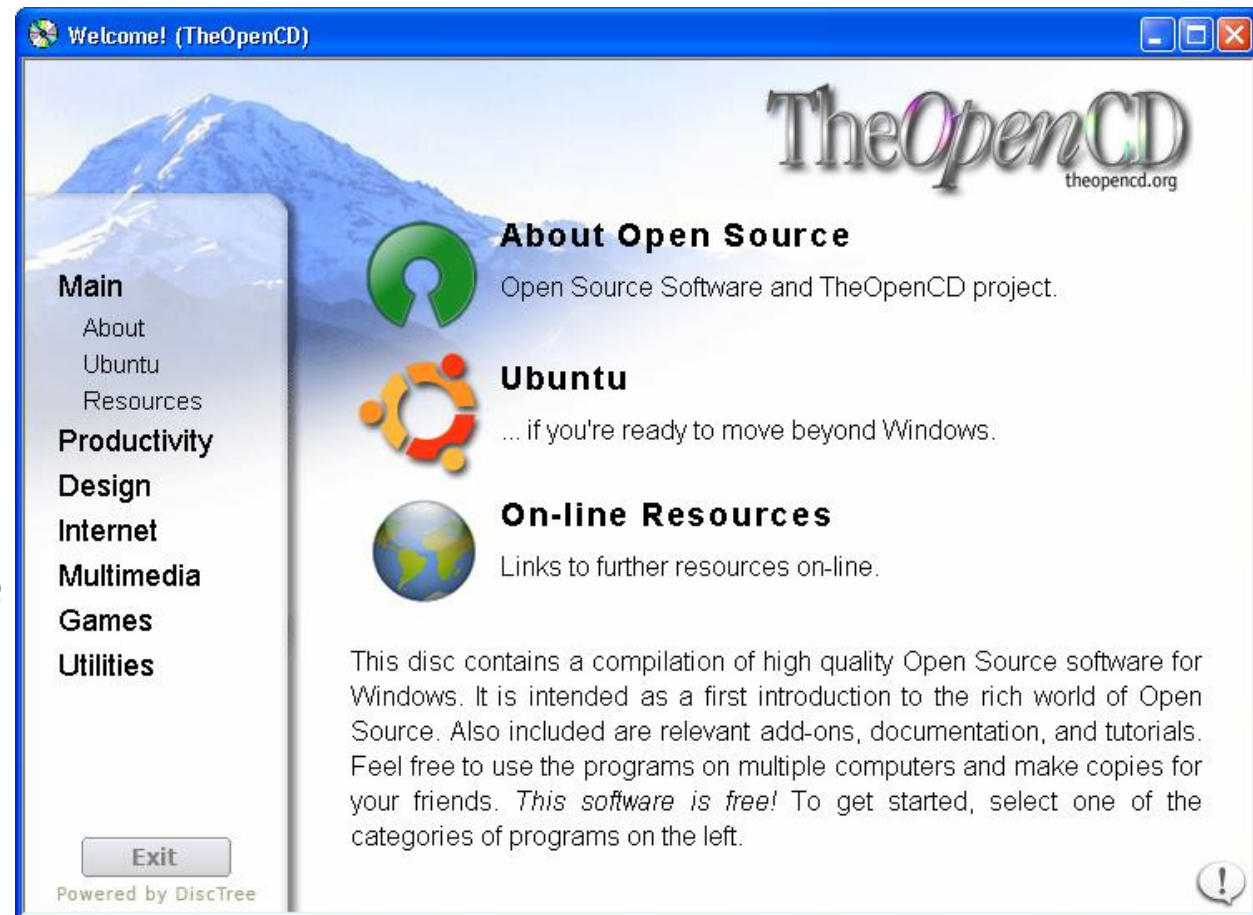 Welcome! (TheOpenCD)
TheOpenCD
theopencd.org
Main
About
Ubuntu
Resources
Productivity
Design
Internet
Multimedia
Games
Utilities
Exit
Powered by DiscTree
About Open Source
Open Source Software and TheOpenCD project.
Ubuntu
... if you're ready to move beyond Windows.
On-line Resources
Links to further resources on-line.
This disc contains a compilation of high quality Open Source software for
Windows. It is intended as a first introduction to the rich world of Open
Source. Also included are relevant add-ons, documentation, and tutorials.
Feel free to use the programs on multiple computers and make copies for
your friends. This software is free! To get started, select one of the
categories of programs on the left.